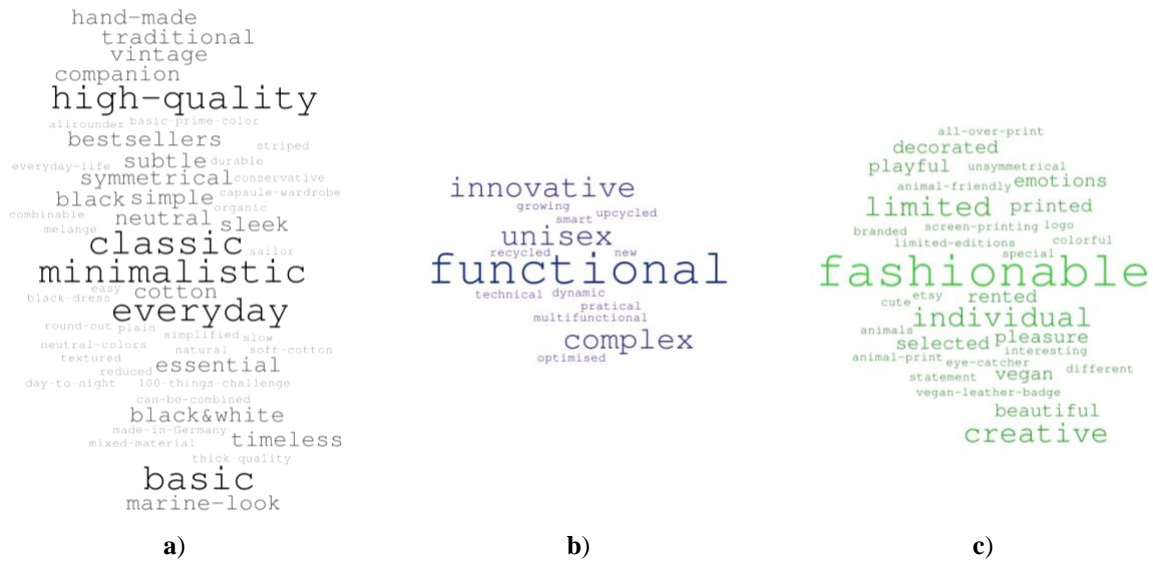 hand-made
traditional
vintage
companion
high-quality
allrounder basic-prime-color
bestsellers striped
everyday-life subtle durable
symmetrical conservative
black simple capsule-wardrobe
combinable neutral organic
melange sleek
classic sailor
minimalistic
easy
black-dress cotton
everyday
round-cut plain
simplified slow
neutral-colors natural soft-cotton
textured
reduced essential
day-to-night 100-things-challenge
can-be-combined
black&white
made-in-Germany
mixed-material timeless
thick-quality
basic
marine-look
a)
innovative
growing
smart upcycled
unisex
recycled new
functional
technical dynamic
pratical
multifunctional
complex
optimised
b)
all-over-print
decorated
playful unsymmetrical
animal-friendly emotions
limited printed
branded screen-printing logo
limited-editions colorful
special
fashionable
cute etsy rented
individual
animals
selected pleasure
animal-print interesting
eye-catcher different
statement vegan
vegan-leather-badge
beautiful
creative
c)